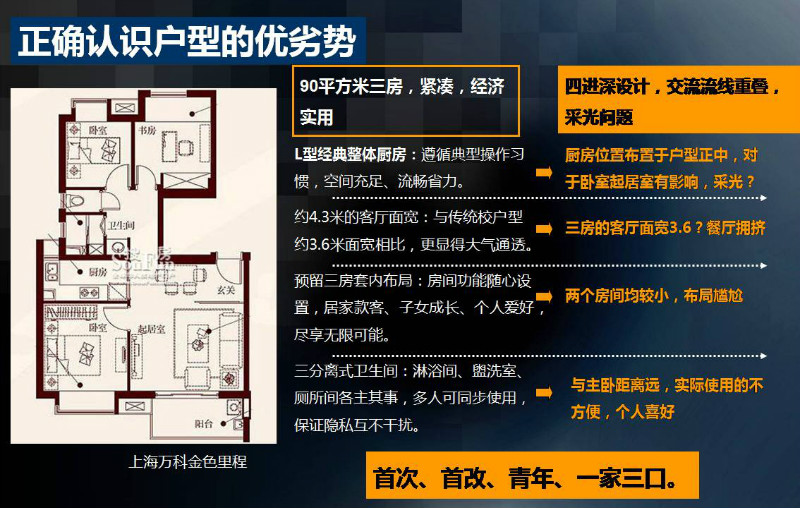 正确认识户型的优劣势
90平方米三房，紧凑，经济
实用
四进深设计，交流流线重叠，
采光问题
L型经典整体厨房：遵循典型操作习
惯，空间充足、流畅省力。
厨房位置布置于户型正中，对
于卧室起居室有影响，采光？
约4.3米的客厅面宽：与传统校户型
约3.6米面宽相比，更显得大气通透。
三房的客厅面宽3.6？餐厅拥挤
预留三房套内布局：房间功能随心设
置，居家款客、子女成长、个人爱好，
尽享无限可能。
两个房间均较小，布局尴尬
三分离式卫生间：淋浴间、盥洗室、
厕所间各主其事，多人可同步使用，
保证隐私互不干扰。
与主卧距离远，实际使用的不
方便，个人喜好
卧室
书房
卫生间
厨房
玄关
卧室
起居室
阳台
上海万科金色里程
首次、首改、青年、一家三口。